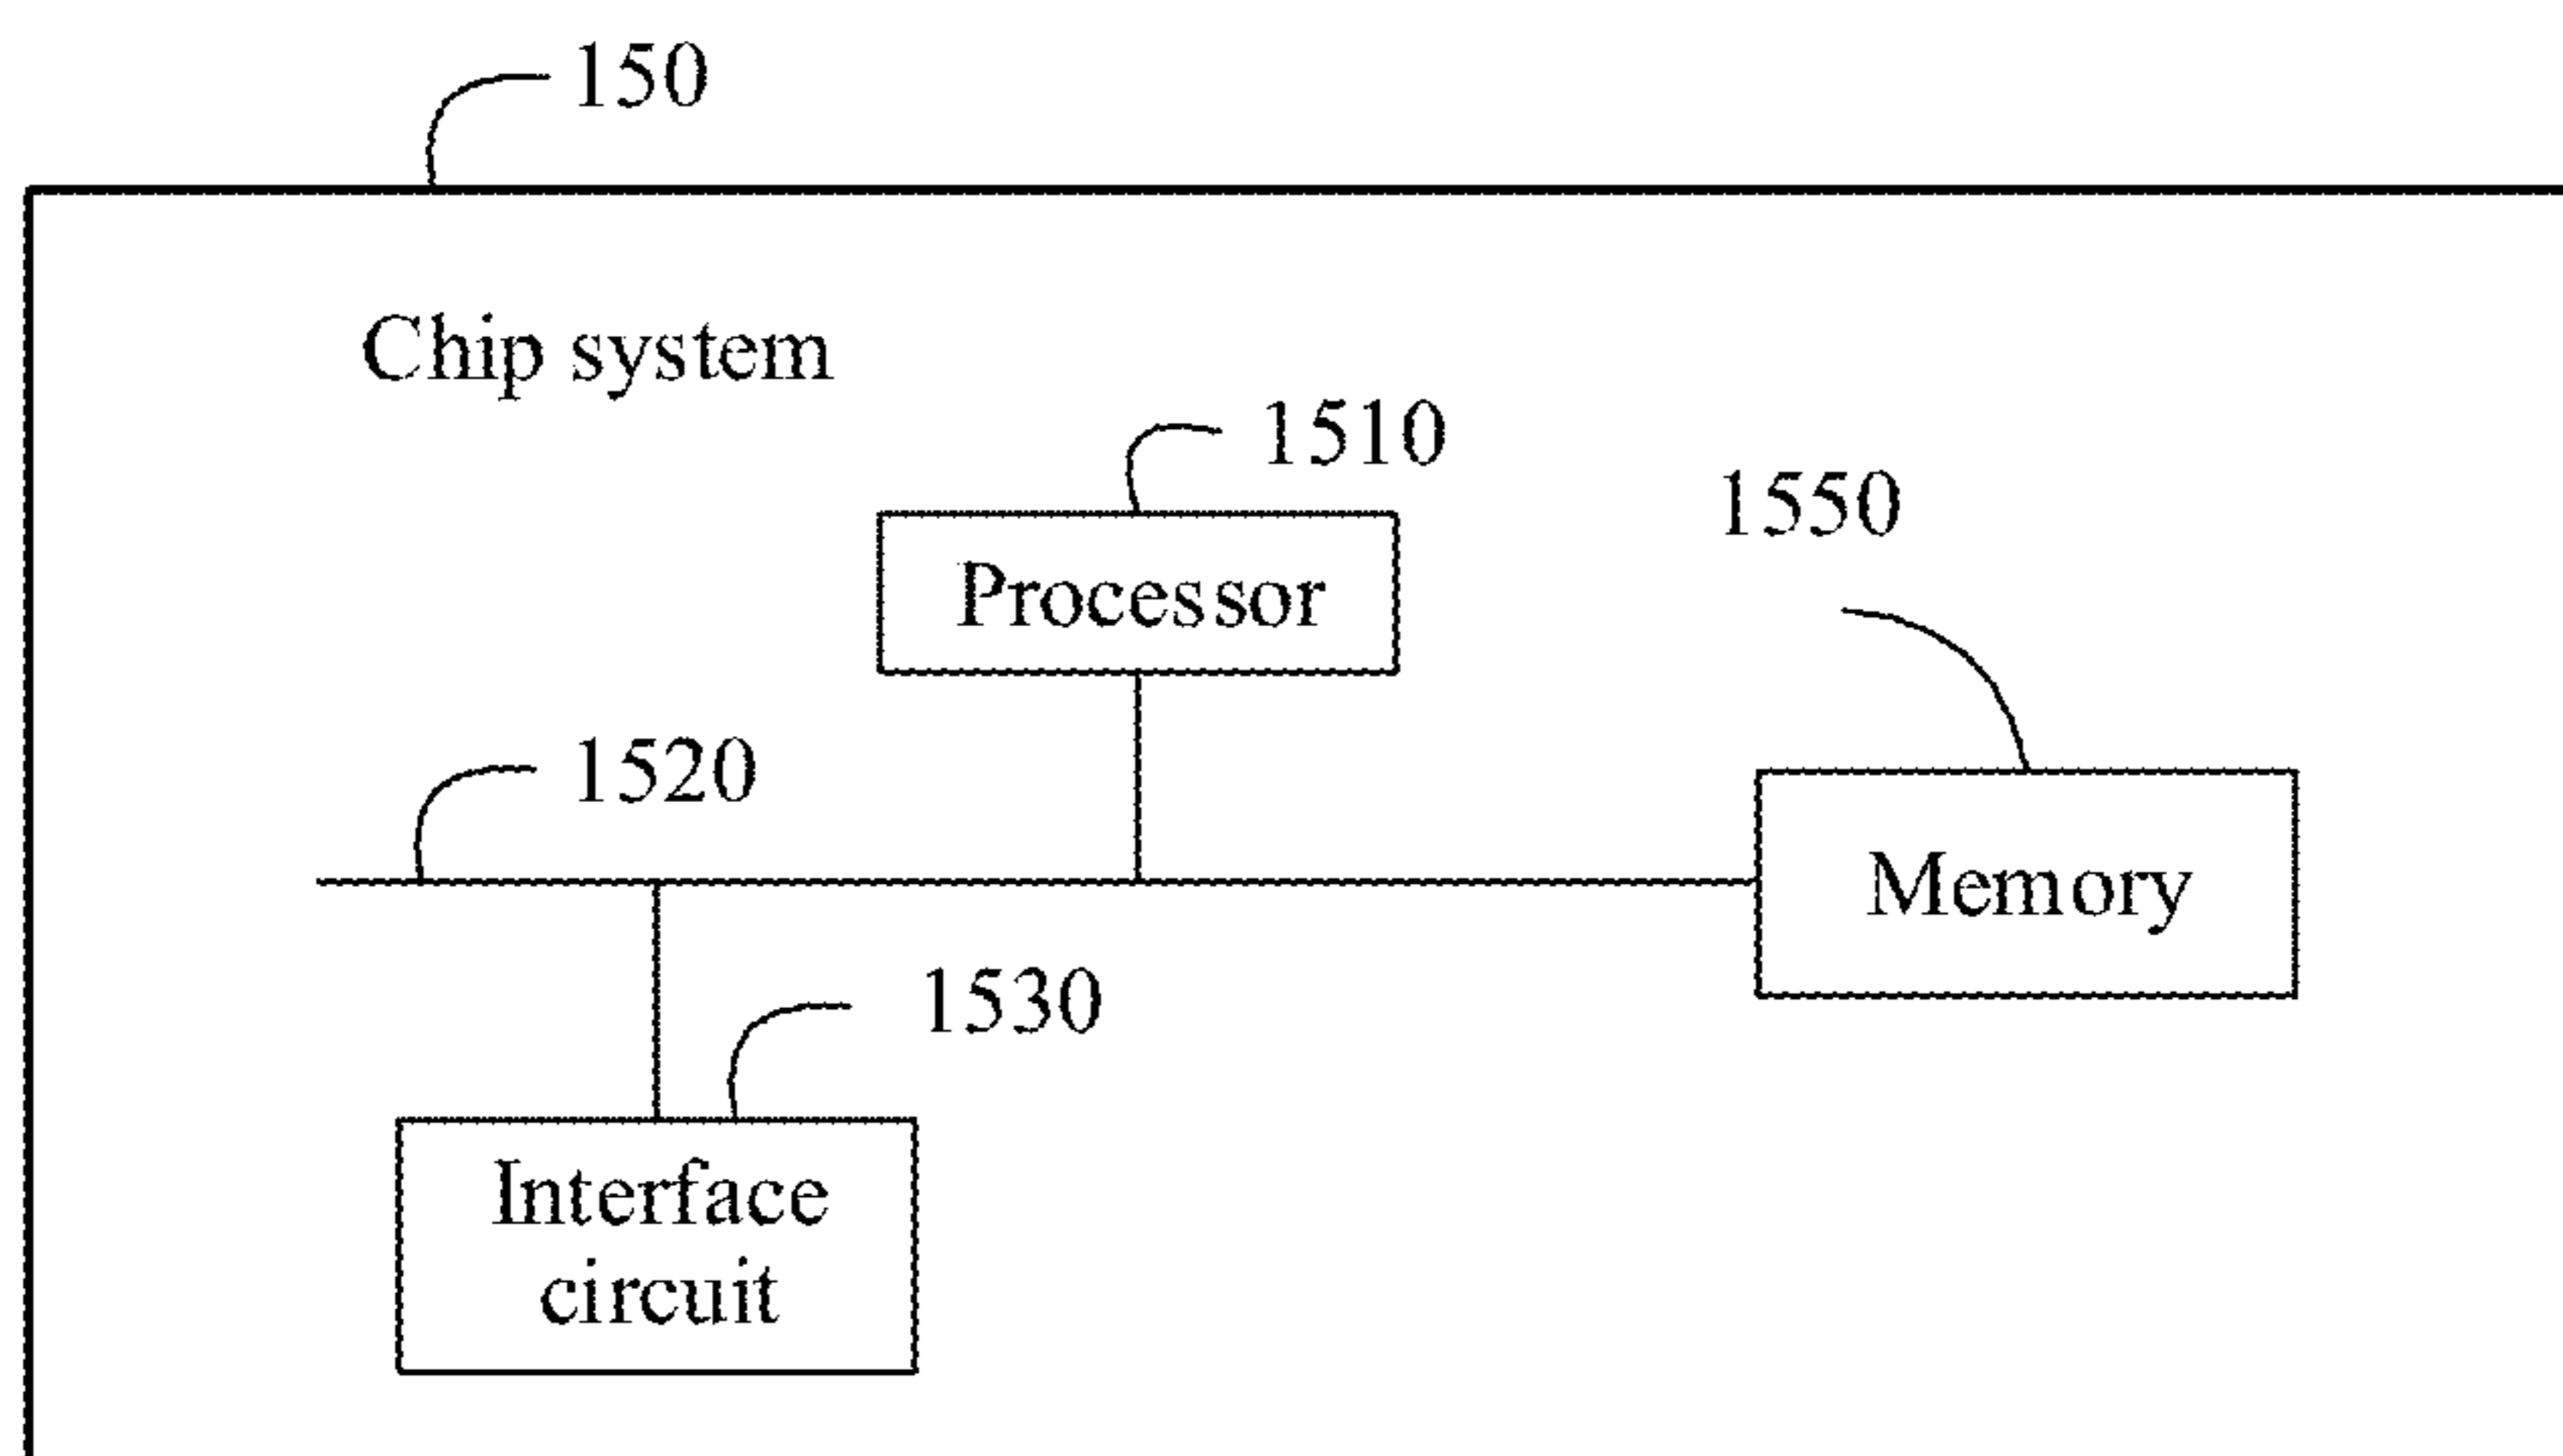 150
Chip system
1510
1550
Processor
1520
Memory
1530
Interface
circuit